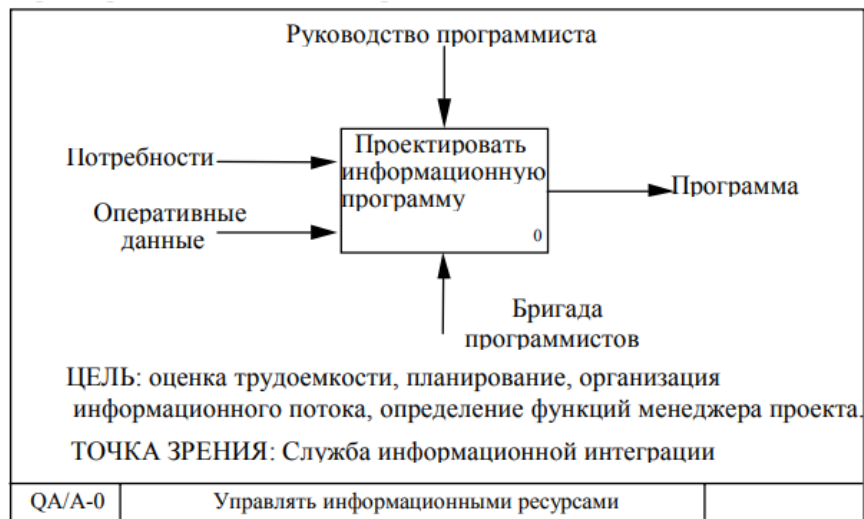 Руководство программиста
Потребности
Проектировать
информационную
программу
0
Программа
Оперативные
данные
Бригада
программистов
ЦЕЛЬ: оценка трудоемкости, планирование, организация
информационного потока, определение функций менеджера проекта.
ТОЧКА ЗРЕНИЯ: Служба информационной интеграции
QA/A-0 Управлять информационными ресурсами